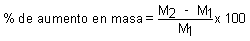 % de aumento en masa = M2 - M1 / M1 x 100